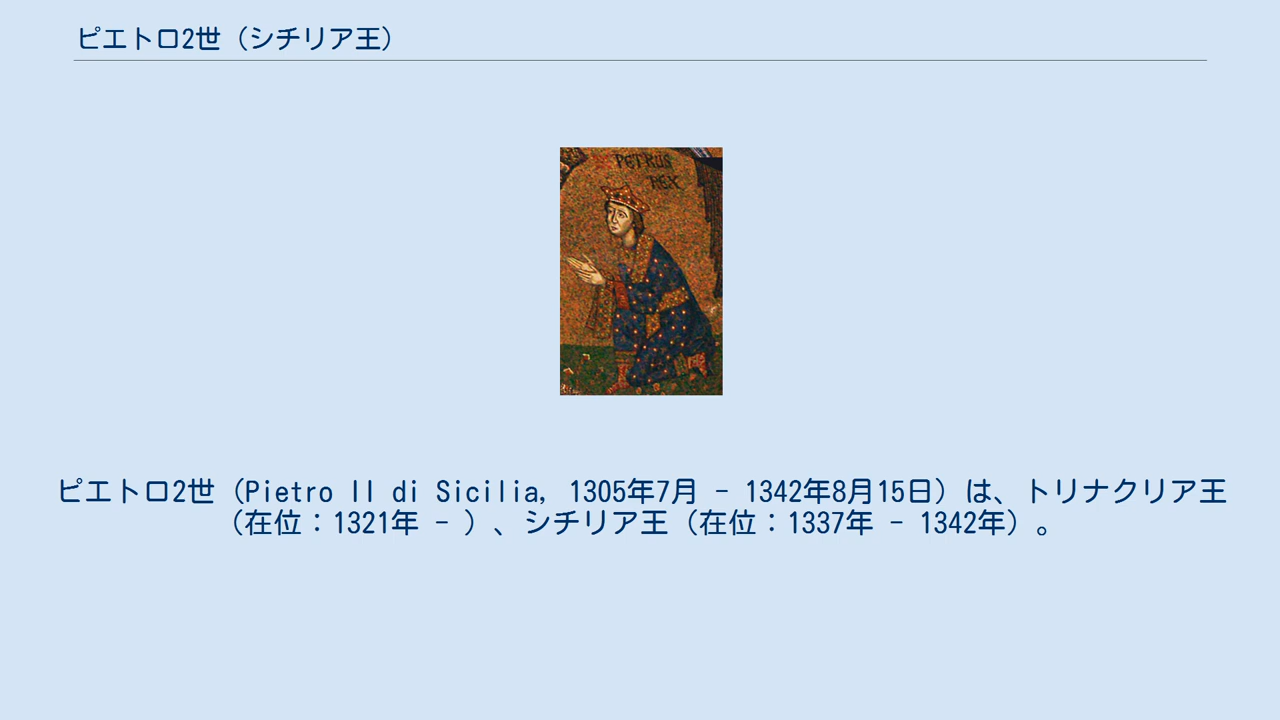 ピエトロ2世（シチリア王）
PETRUS
REX
ピエトロ2世（Pietro II di Sicilia, 1305年7月 - 1342年8月15日）は、トリナクリア王
（在位：1321年 - ）、シチリア王（在位：1337年 - 1342年）。